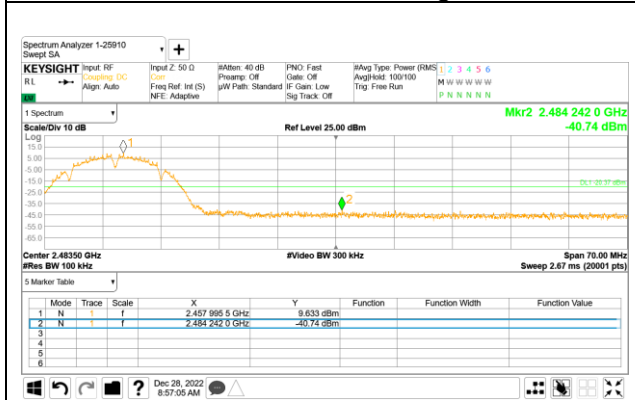 Spectrum Analyzer 1-25910
Swept SA
+
KEYSIGHT Input: RF Input Z: 50 Ω #Atten: 40 dB PNO: Fast #Avg Type: Power (RMS 1 2 3 4 5 6
RL Coupling: DC Corr Preamp: Off Gate: Off Avg|Hold: 100/100 M W W W W W
Align: Auto Freq Ref: Int (S) µW Path: Standard IF Gain: Low Trig: Free Run
NFE: Adaptive Sig Track: Off P N N N N N
1 Spectrum
Mkr2 2.484 242 0 GHz
Scale/Div 10 dB Ref Level 25.00 dBm -40.74 dBm
Log
15.0
5.00
-5.00
-15.0
-25.0
-35.0
-45.0
-55.0
-65.0
1
2
DL1 -20.37 dBm
Center 2.48350 GHz #Video BW 300 kHz Span 70.00 MHz
#Res BW 100 kHz Sweep 2.67 ms (20001 pts)
5 Marker Table
Mode Trace Scale X Y Function Function Width Function Value
1 N 1 f 2.457 995 5 GHz 9.633 dBm
2 N 1 f 2.484 242 0 GHz -40.74 dBm
3
4
5
6
? Dec 28, 2022
8:57:05 AM